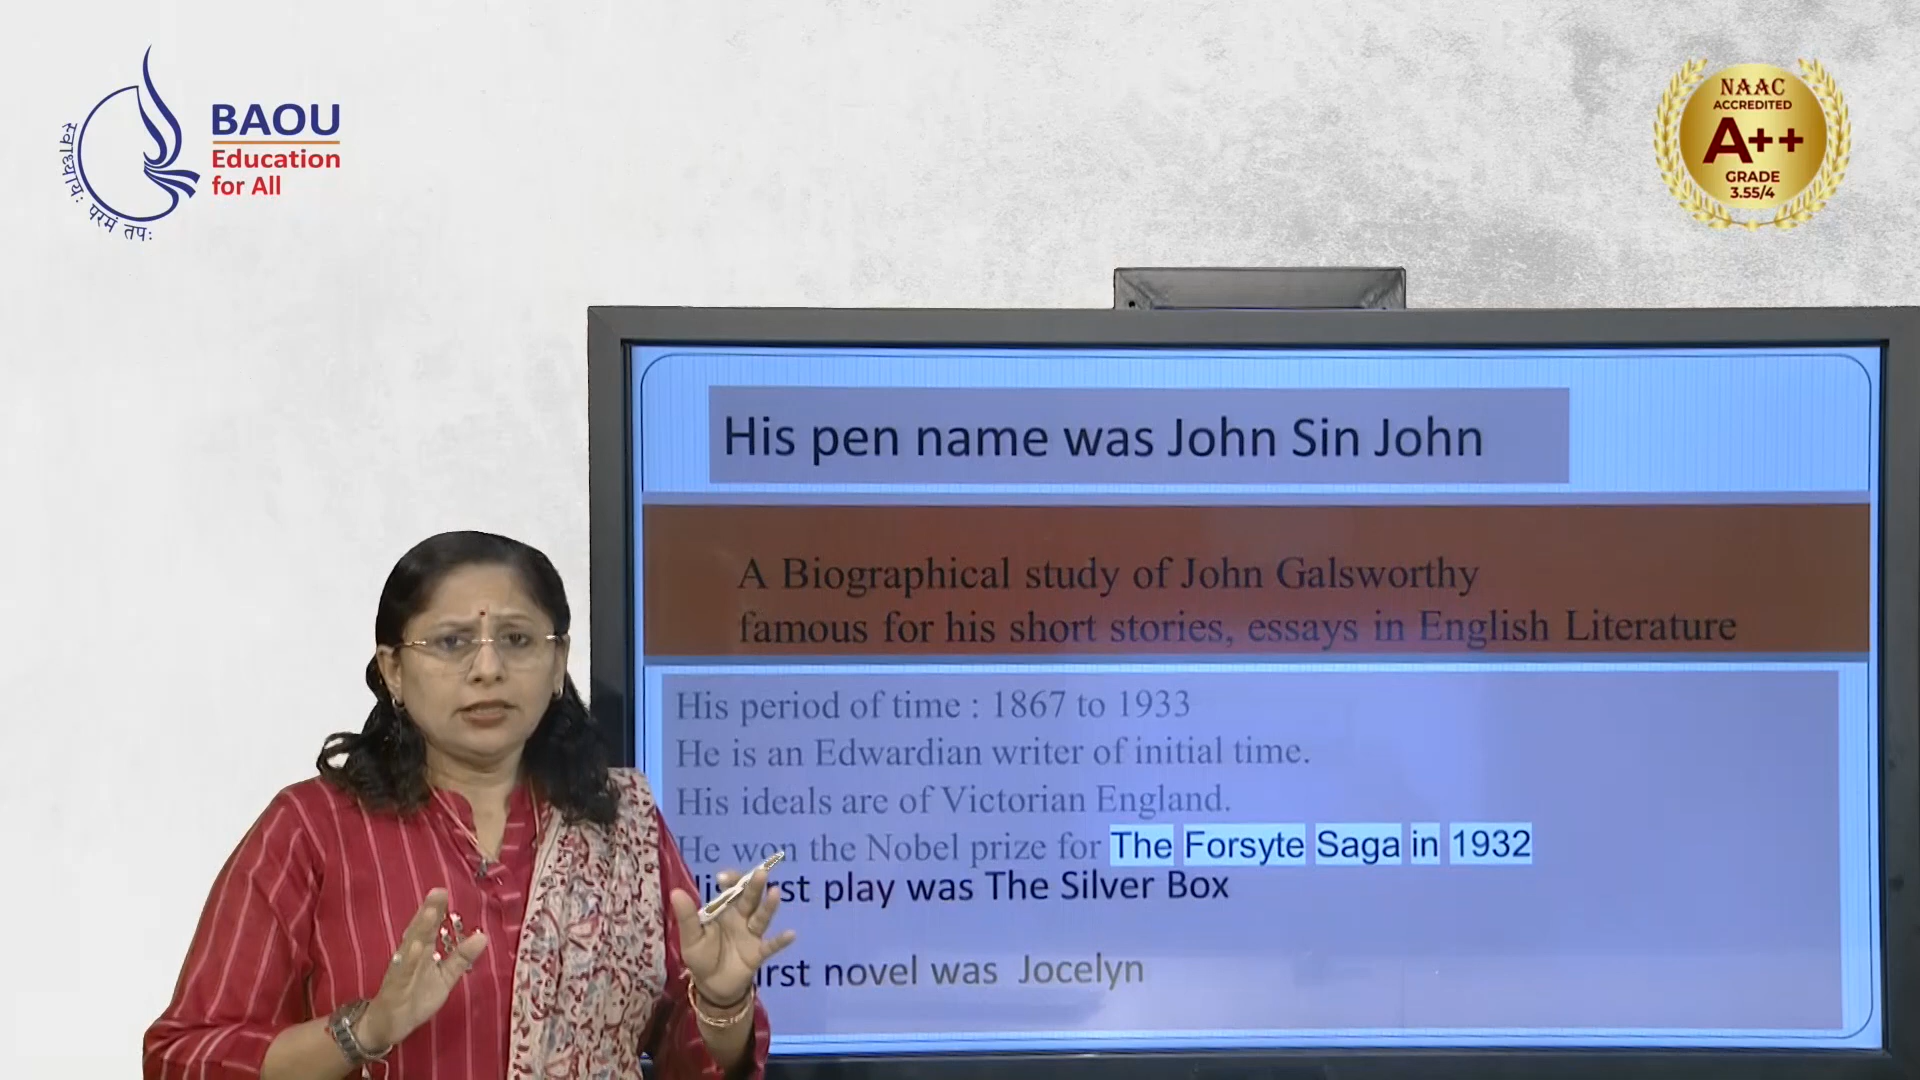 BAOU
Education
for All
स्वाध्यायः परमं तपः
NAAC
ACCREDITED
A++
GRADE
3.55/4
His pen name was John Sin John
A Biographical study of John Galsworthy
famous for his short stories, essays in English Literature
His period of time : 1867 to 1933
He is an Edwardian writer of initial time.
His ideals are of Victorian England.
He won the Nobel prize for The Forsyte Saga in 1932
play was The Silver Box
novel was Jocelyn